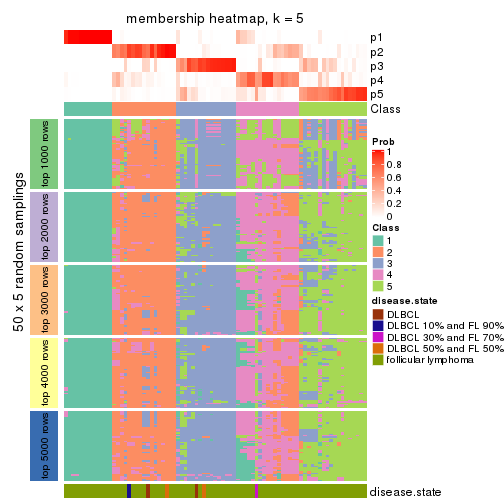 membership heatmap, k = 5
p1
p2
p3
p4
p5
Class
50 x 5 random samplings
top 1000 rows
top 2000 rows
top 3000 rows
top 4000 rows
top 5000 rows
Prob
1
0.8
0.6
0.4
0.2
0
Class
1
2
3
4
5
disease.state
DLBCL
DLBCL 10% and FL 90%
DLBCL 30% and FL 70%
DLBCL 50% and FL 50%
follicular lymphoma
disease.state